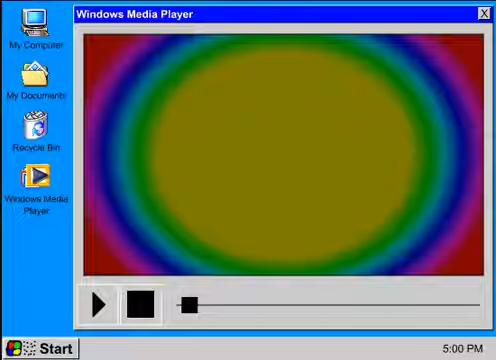 Windows Media Player
X
My Computer
My Documents
Recycle Bin
Windows Media
Player
Start
5:00 PM